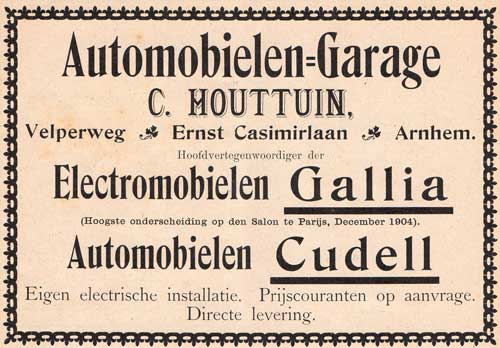 Automobielen=Garage
C. HOUTTUIN,
Velperweg Ernst Casimirlaan Arnhem.
Hoofdvertegenwoordiger der
Electromobielen Gallia
(Hoogste onderscheiding op den Salon te Parijs, December 1904).
Automobielen Cudell
Eigen electrische installatie. Prijscouranten op aanvrage.
Directe levering.